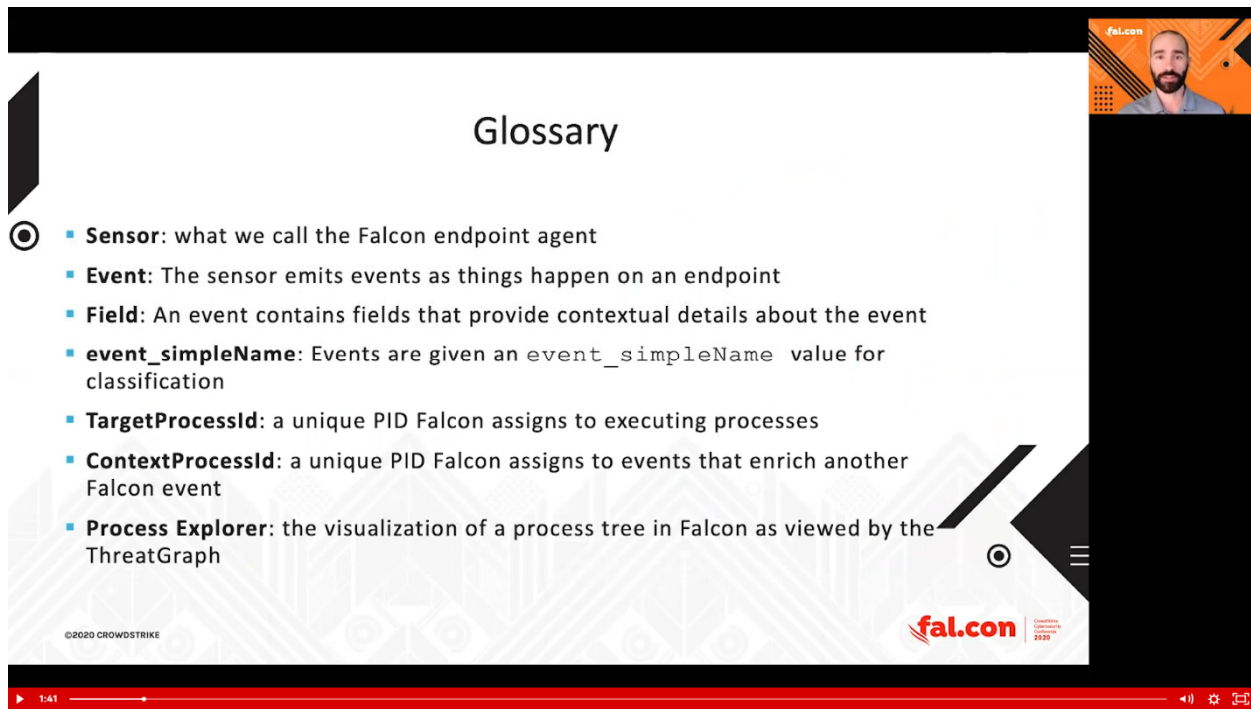 fal.con
Glossary
Sensor: what we call the Falcon endpoint agent
Event: The sensor emits events as things happen on an endpoint
Field: An event contains fields that provide contextual details about the event
event_simpleName: Events are given an event_simpleName value for
classification
TargetProcessId: a unique PID Falcon assigns to executing processes
ContextProcessId: a unique PID Falcon assigns to events that enrich another
Falcon event
Process Explorer: the visualization of a process tree in Falcon as viewed by the
ThreatGraph
©2020 CROWDSTRIKE
fal.con
CrowdStrike
Cybersecurity
Conference
2020
1:41